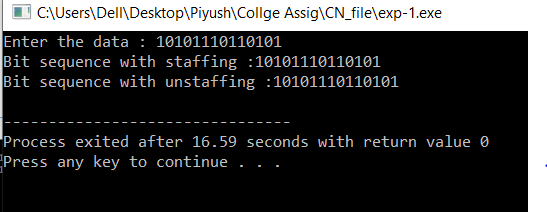 C:\Users\Dell\Desktop\Piyush\Collge Assig\CN_file\exp-1.exe
Enter the data : 10101110110101
Bit sequence with staffing :10101110110101
Bit sequence with unstaffing :10101110110101
--------------------------------
Process exited after 16.59 seconds with return value 0
Press any key to continue . . .